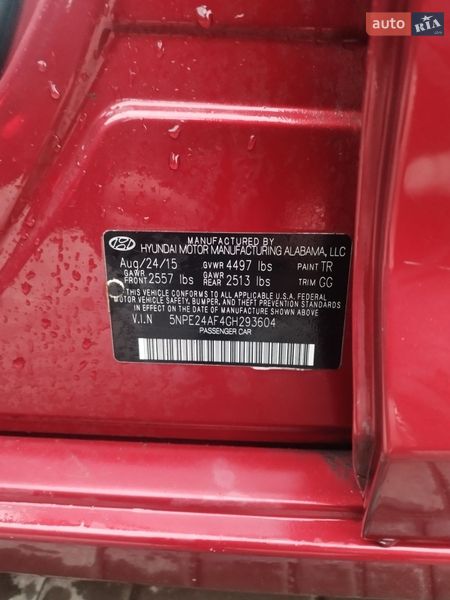 auto RIA
.com
MANUFACTURED BY
HYUNDAI MOTOR MANUFACTURING ALABAMA, LLC
Aug/24/15 GVWR 4497 lbs PAINT TR
GAWR FRONT 2557 lbs GAWR REAR 2513 lbs TRIM GG
THIS VEHICLE CONFORMS TO ALL APPLICABLE U.S.A. FEDERAL
MOTOR VEHICLE SAFETY, BUMPER, AND THEFT PREVENTION STANDARDS
IN EFFECT ON THE DATE OF MANUFACTURE SHOWN ABOVE
V.I.N 5NPE24AF4GH293604
PASSENGER CAR